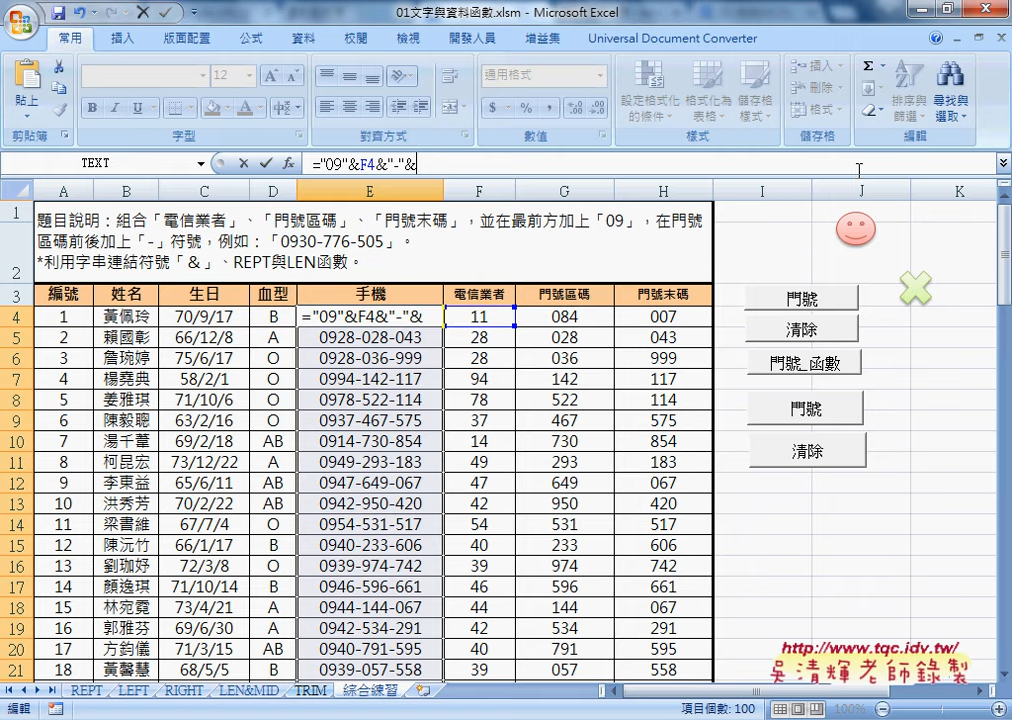 01文字與資料函數.xlsm - Microsoft Excel
常用 插入 版面配置 公式 資料 校閱 檢視 開發人員 增益集 Universal Document Converter
貼上 12 通用格式 設定格式化的條件 格式化為表格 儲存格樣式 插入 刪除 格式 排序與篩選 尋找與選取
剪貼簿 字型 對齊方式 數值 樣式 儲存格 編輯
TEXT ="09"&F4&"-"&
A B C D E F G H I J K
1 題目說明：組合「電信業者」、「門號區碼」、「門號末碼」，並在最前方加上「09」，在門號
區碼前後加上「-」符號，例如：「0930-776-505」。
2 *利用字串連結符號「&」、REPT與LEN函數。
3 編號 姓名 生日 血型 手機 電信業者 門號區碼 門號末碼
4 1 黃佩玲 70/9/17 B ="09"&F4&"-"& 11 084 007
5 2 賴國彰 66/12/8 A 0928-028-043 28 028 043
6 3 詹琬婷 75/6/17 O 0928-036-999 28 036 999
7 4 楊堯典 58/2/1 O 0994-142-117 94 142 117
8 5 姜雅琪 71/10/6 O 0978-522-114 78 522 114
9 6 陳毅聰 63/2/16 O 0937-467-575 37 467 575
10 7 湯千葦 69/2/18 AB 0914-730-854 14 730 854
11 8 柯昆宏 73/12/22 A 0949-293-183 49 293 183
12 9 李東益 65/6/11 AB 0947-649-067 47 649 067
13 10 洪秀芳 70/2/22 AB 0942-950-420 42 950 420
14 11 梁書維 67/7/4 O 0954-531-517 54 531 517
15 12 陳沅竹 66/1/17 B 0940-233-606 40 233 606
16 13 劉珈妤 72/3/8 O 0939-974-742 39 974 742
17 14 顏逸琪 71/10/14 B 0946-596-661 46 596 661
18 15 林宛霓 73/4/21 A 0944-144-067 44 144 067
19 16 郭雅芬 69/6/30 A 0942-534-291 42 534 291
20 17 方鈞儀 71/3/15 AB 0940-791-595 40 791 595
21 18 黃馨慧 68/5/5 B 0939-057-558 39 057 558
門號
清除
門號_函數
門號
清除
http://www.tqc.idv.tw/
吳清輝老師錄製
REPT LEFT RIGHT LEN&MID TRIM 綜合練習
編輯 項目個數: 100 100%